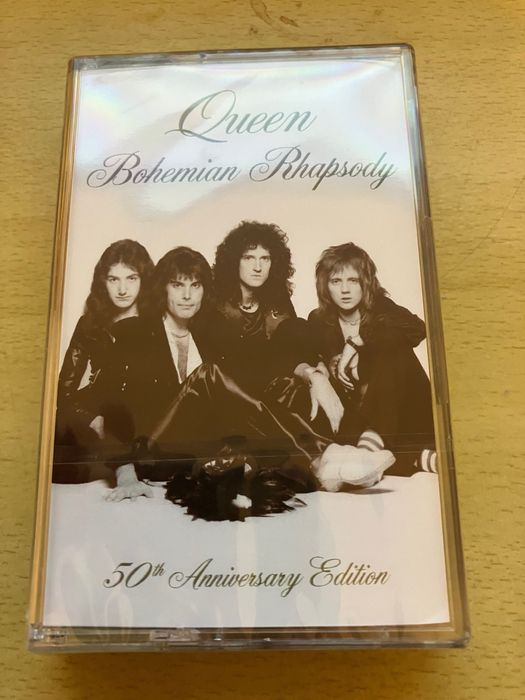 Queen
Bohemian Rhapsody
50th Anniversary Edition